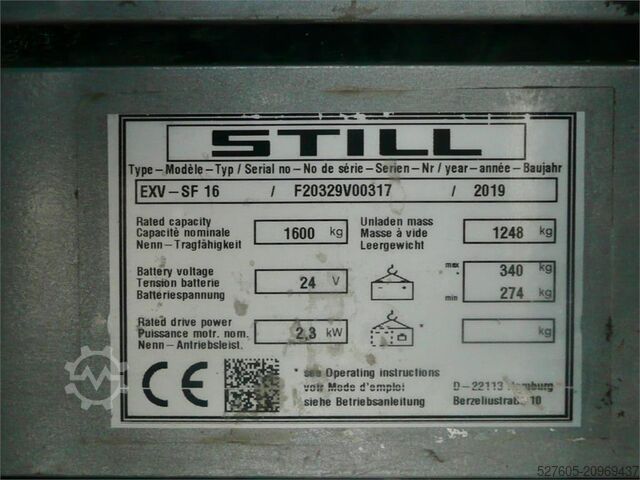 STILL
Type-Modèle-Typ / Serial no-No de série-Serien-Nr / year-année-Baujahr
EXV-SF 16 / F20329V00317 / 2019
Rated capacity
Capacité nominale
Nenn-Tragfähigkeit
1600 kg
Unladen mass
Masse à vide
Leergewicht
1248 kg
Battery voltage
Tension batterie
Batteriespannung
24 V
max * 340 kg
min 274 kg
Rated drive power
Puissance motr. nom.
Nenn-Antriebsleist.
2.3 kW
kg
CE
* see Operating instructions
voir Mode d'emploi
siehe Betriebsanleitung
D-22113 Hamburg
Berzeliusstraße 10
527605-20969437